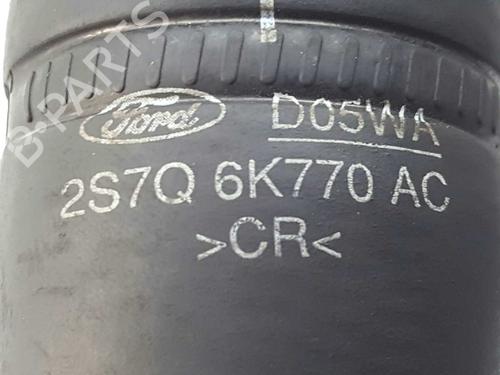 B-PARTS
Ford D05WA
2S7Q 6K770 AC
>CR<